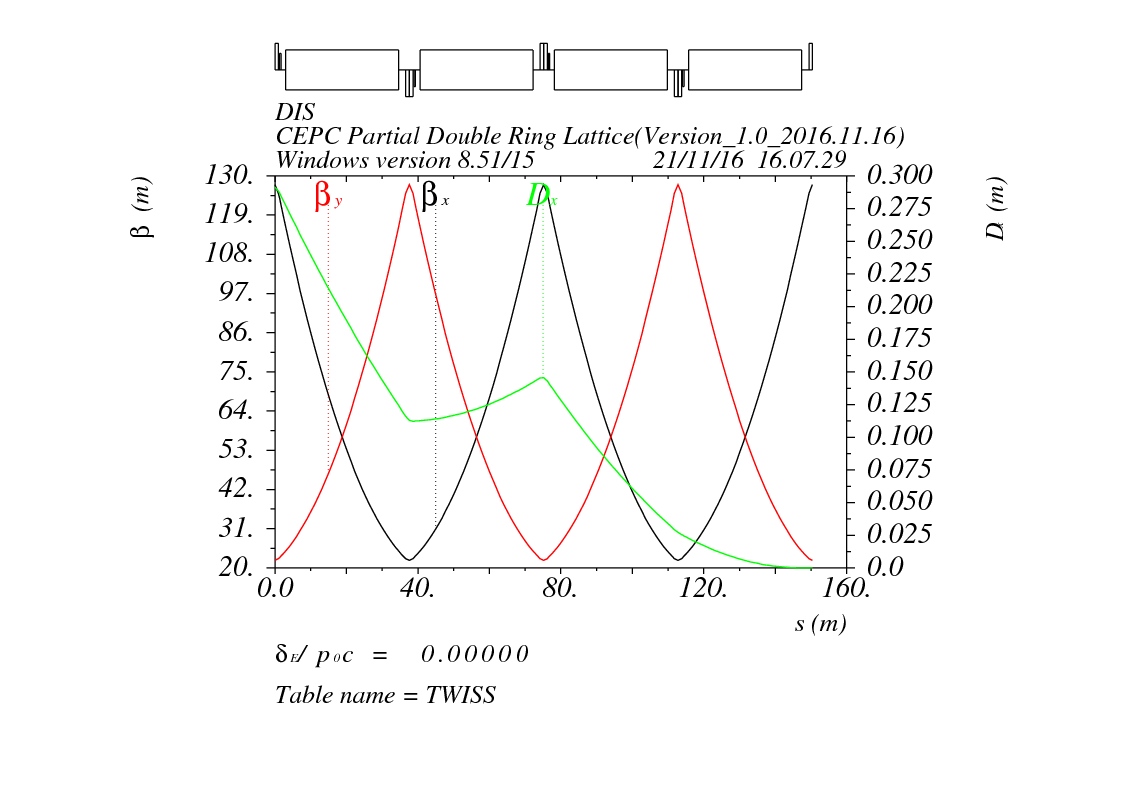 DIS
CEPC Partial Double Ring Lattice(Version_1.0_2016.11.16)
Windows version 8.51/15 21/11/16 16.07.29
β (m)
130.
119.
108.
97.
86.
75.
64.
53.
42.
31.
20.
β y
β x
D x
0.300
0.275
0.250
0.225
0.200
0.175
0.150
0.125
0.100
0.075
0.050
0.025
0.0
D (m)
0.0 40. 80. 120. 160.
s (m)
δE/ p0c = 0.00000
Table name = TWISS